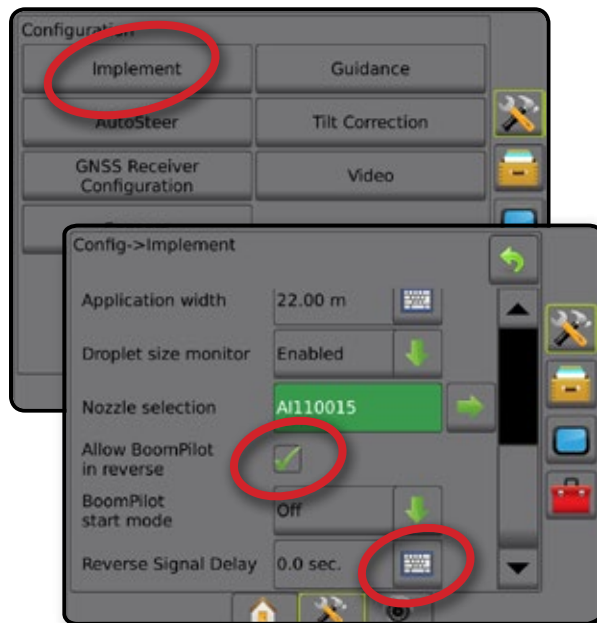 Configuration
Implement
Guidance
AutoSteer
Tilt Correction
GNSS Receiver
Configuration
Video
Config->Implement
Application width
22.00 m
Droplet size monitor
Enabled
Nozzle selection
AI110015
Allow BoomPilot
in reverse
BoomPilot
start mode
Off
Reverse Signal Delay
0.0 sec.